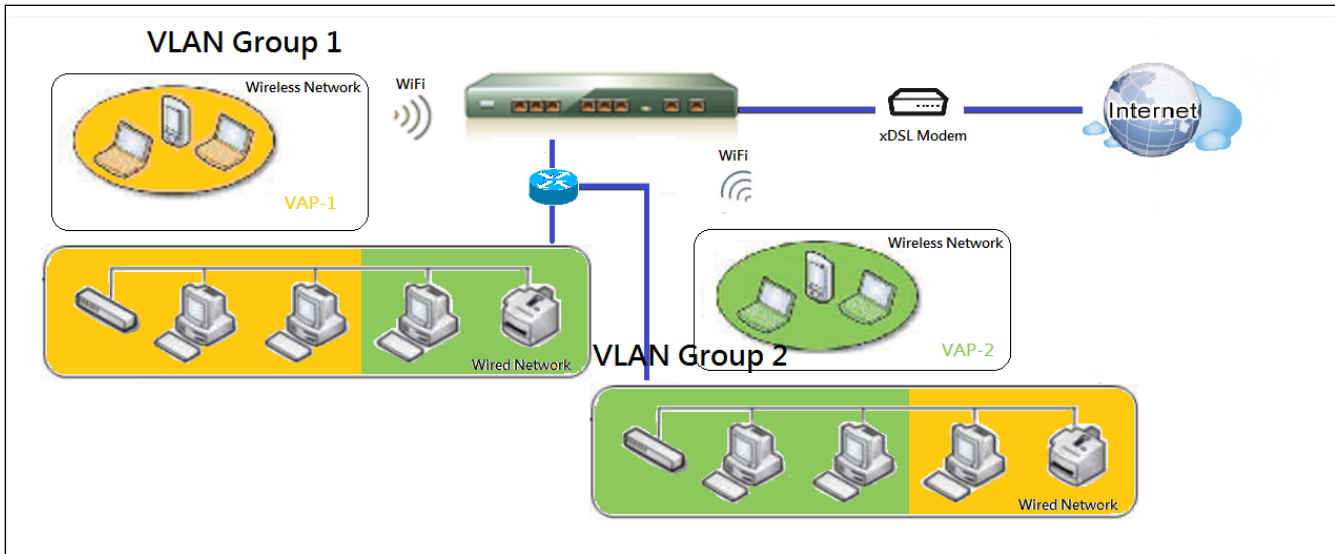 VLAN Group 1
Wireless Network
WiFi
VAP-1
xDSL Modem
Internet
WiFi
Wireless Network
VAP-2
Wired Network
VLAN Group 2
Wired Network